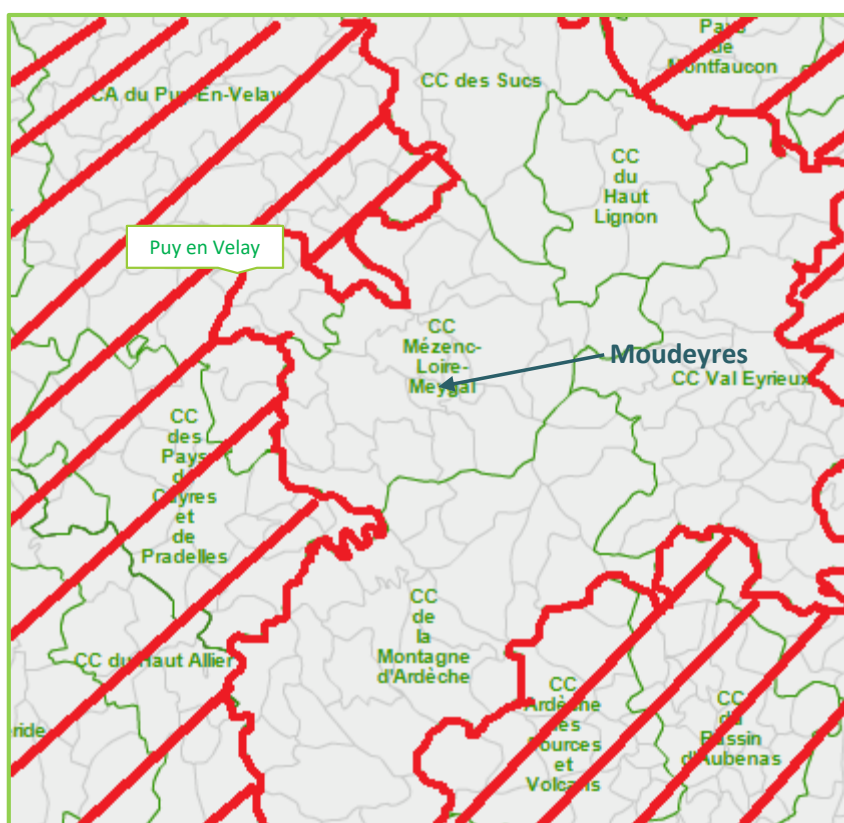 Pays
de
Montfaucon
CC des Sucs
CA du Puy-En-Velay
CC
du
Haut
Lignon
Puy en Velay
CC
Mézenc-
Loire-
Meygal
Moudeyres
CC Val Eyrieux
CC
des
Pays
de
Cayres
et
de
Pradelles
CC
de
la
Montagne
d'Ardèche
CC du Haut Allier
CC
Ardèche
des
Sources
et
Volcans
CC
du
Bassin
d'Aubenas